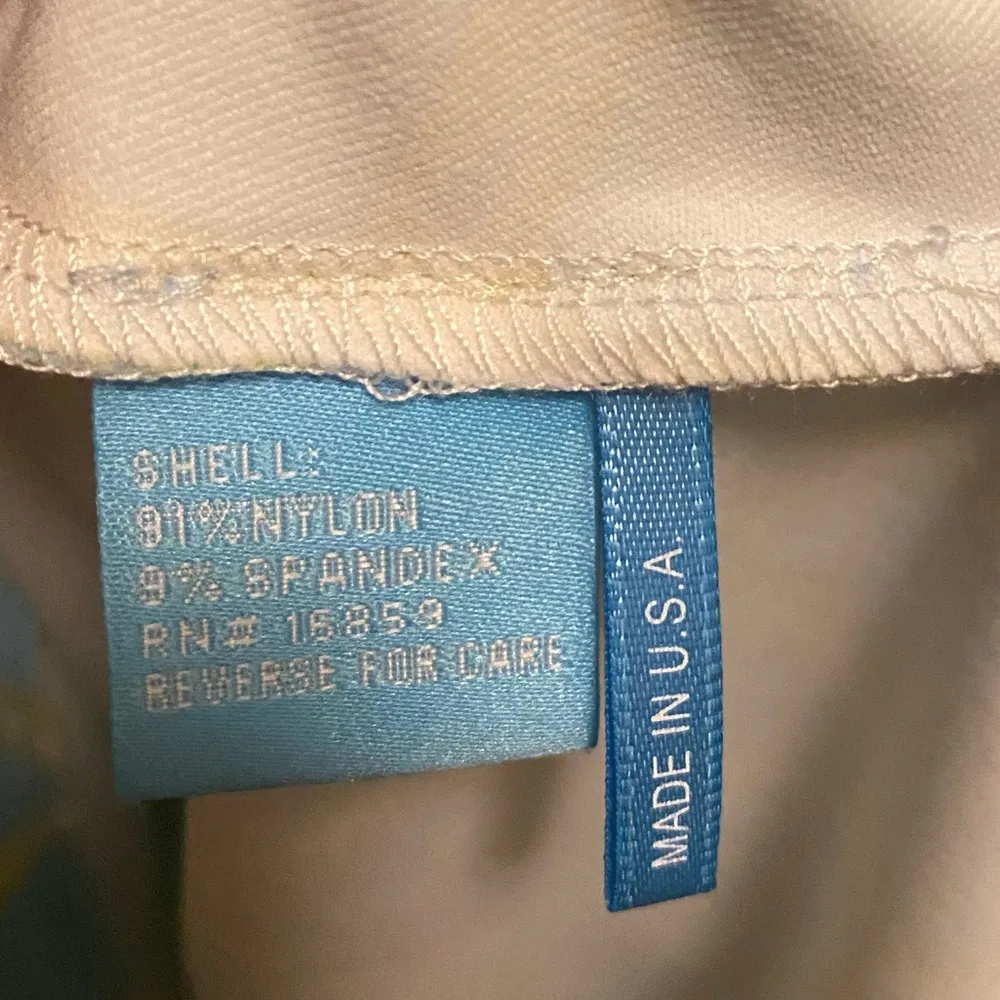 SHELL:
91% NYLON
9% SPANDEX
RN# 16859
REVERSE FOR CARE
MADE IN U.S.A.